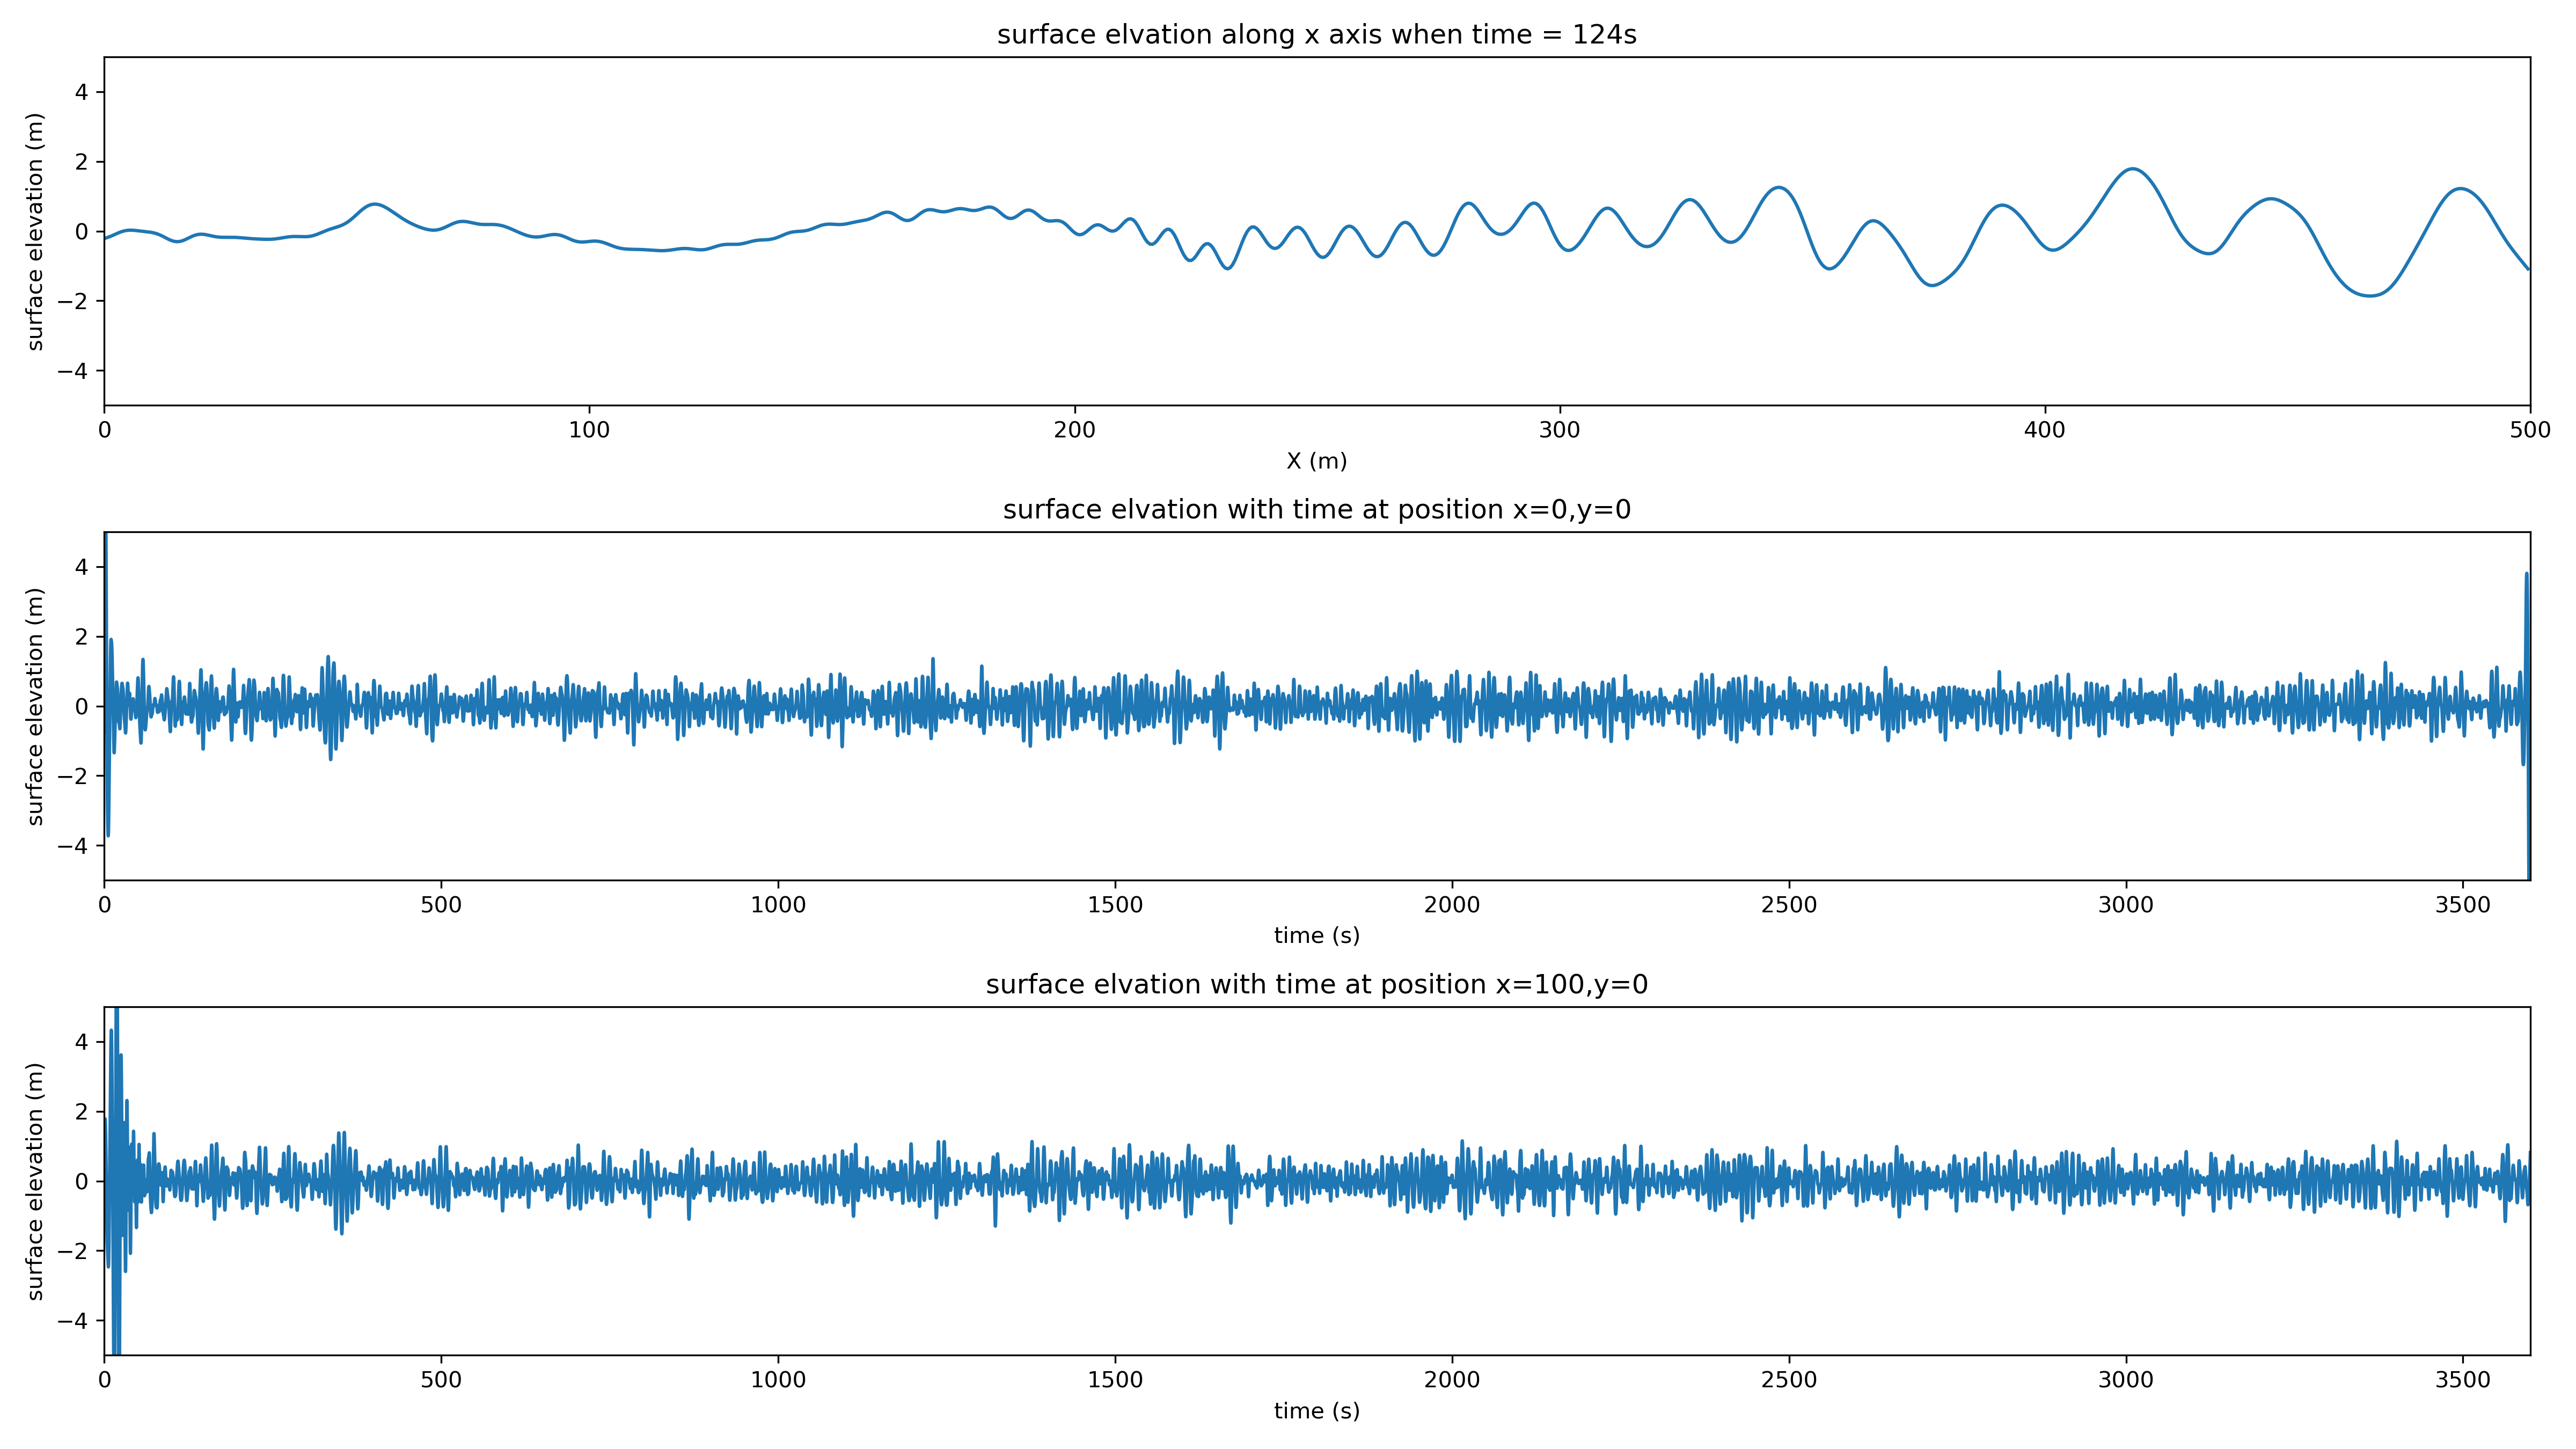 surface elvation along x axis when time = 124s
surface elevation (m)
4
2
0
−2
−4
0 100 200 300 400 500
X (m)
surface elvation with time at position x=0,y=0
surface elevation (m)
4
2
0
−2
−4
0 500 1000 1500 2000 2500 3000 3500
time (s)
surface elvation with time at position x=100,y=0
surface elevation (m)
4
2
0
−2
−4
0 500 1000 1500 2000 2500 3000 3500
time (s)